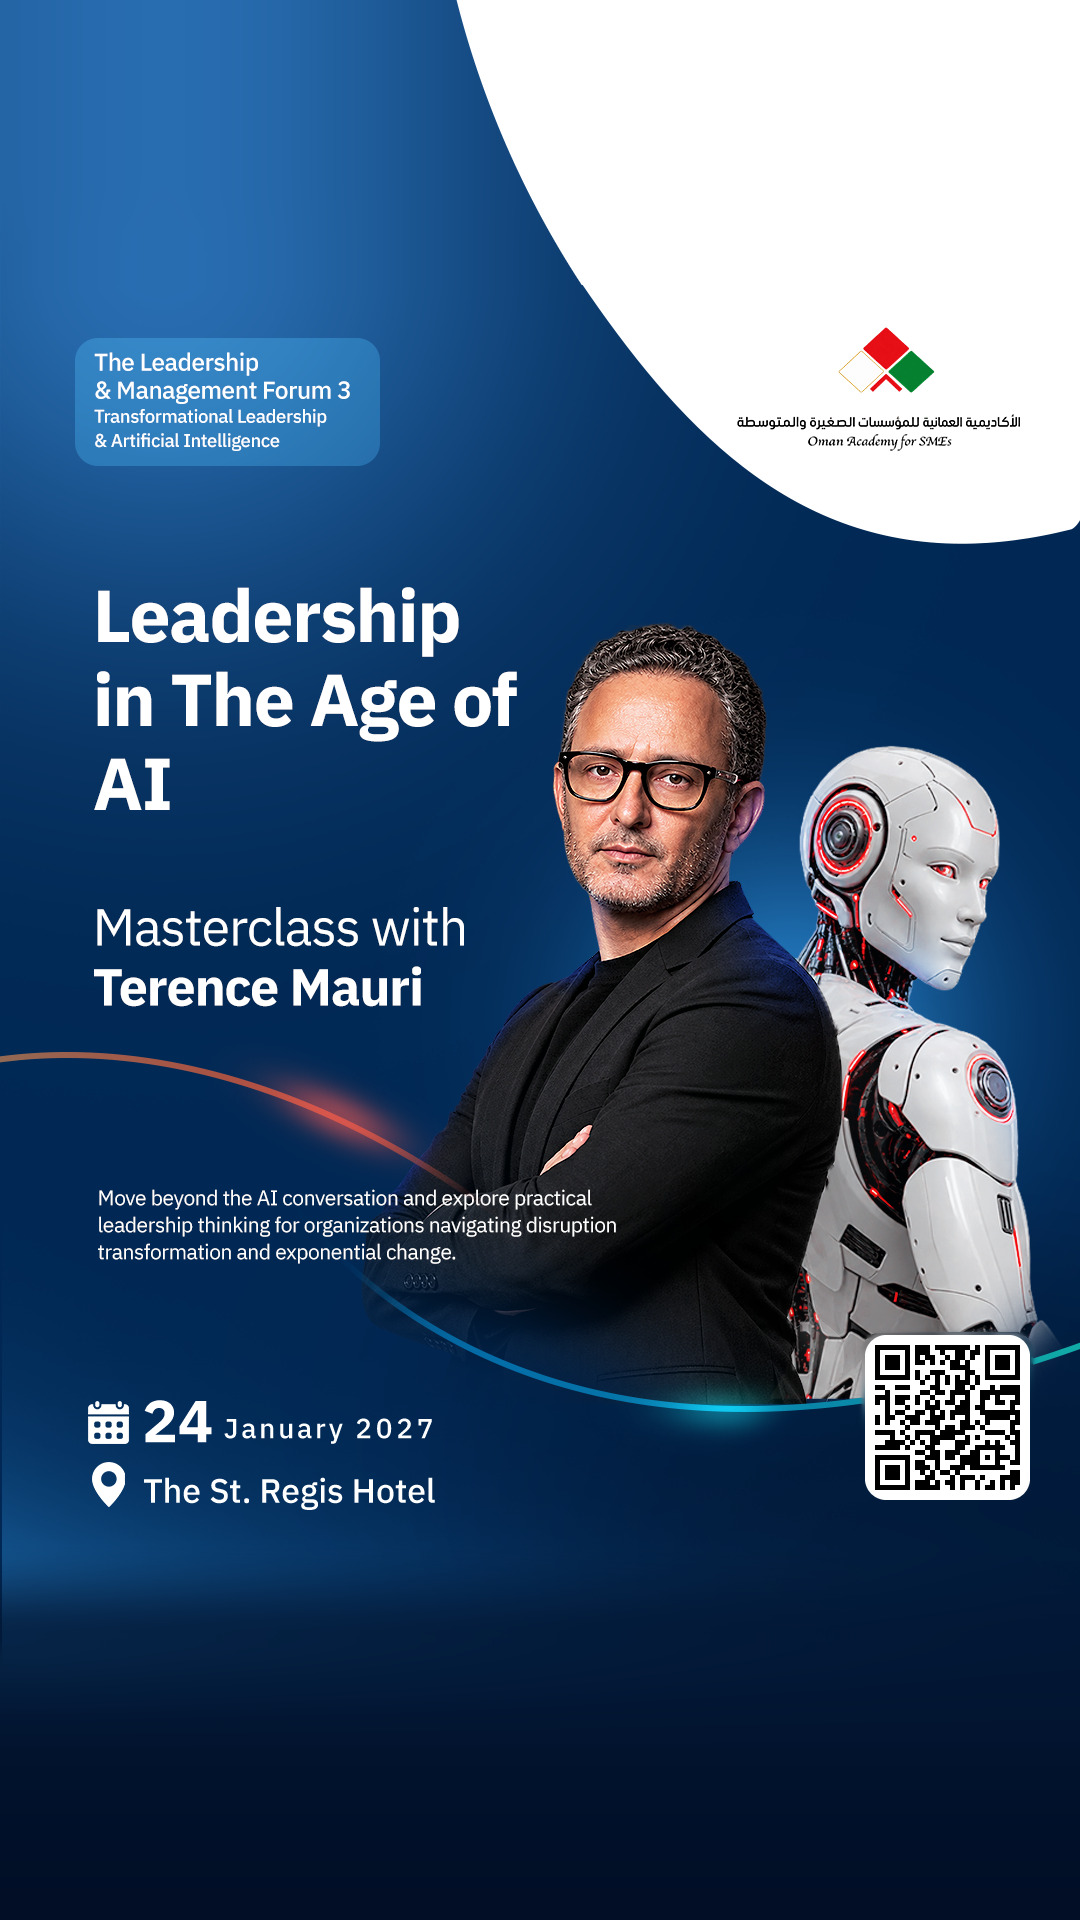 الأكاديمية العمانية للمؤسسات الصغيرة والمتوسطة
Oman Academy for SMEs
The Leadership
& Management Forum 3
Transformational Leadership
& Artificial Intelligence
Leadership
in The Age of
AI
Masterclass with
Terence Mauri
Move beyond the AI conversation and explore practical
leadership thinking for organizations navigating disruption
transformation and exponential change.
24 January 2027
The St. Regis Hotel